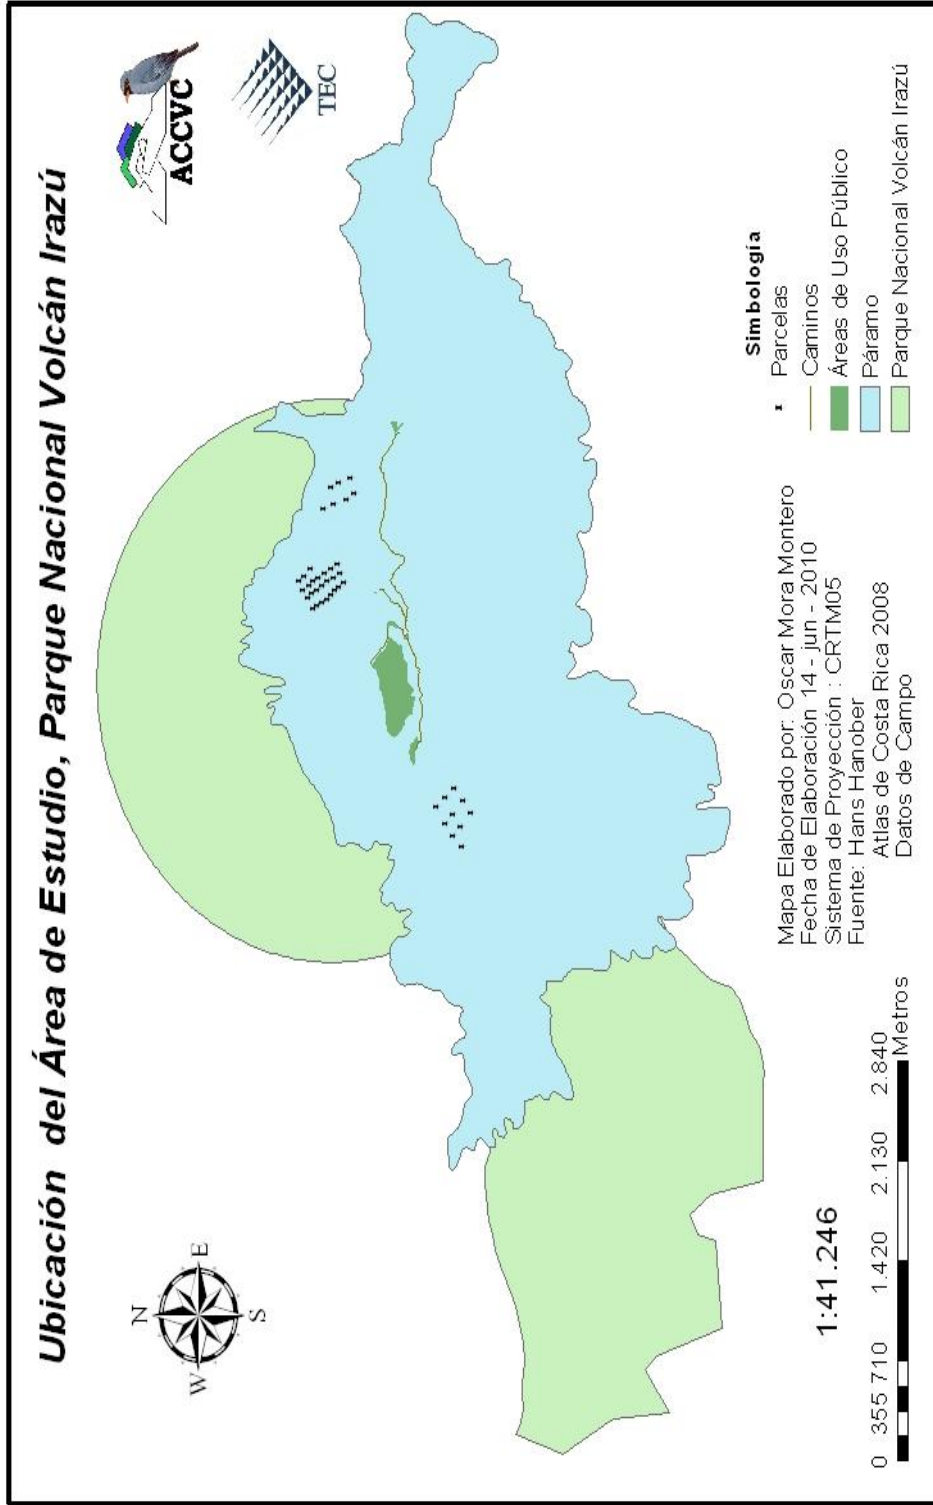 Ubicación del Área de Estudio, Parque Nacional Volcán Irazú
ACCVC
TEC
N
W
E
S
Simbología
Parcelas
Caminos
Áreas de Uso Público
Páramo
Parque Nacional Volcán Irazú
Mapa Elaborado por: Oscar Mora Montero
Fecha de Elaboración 14 - jun - 2010
Sistema de Proyección : CRTM05
Fuente: Hans Hanober
Atlas de Costa Rica 2008
Datos de Campo
1:41.246
0 355 710 1.420 2.130 2.840
Metros